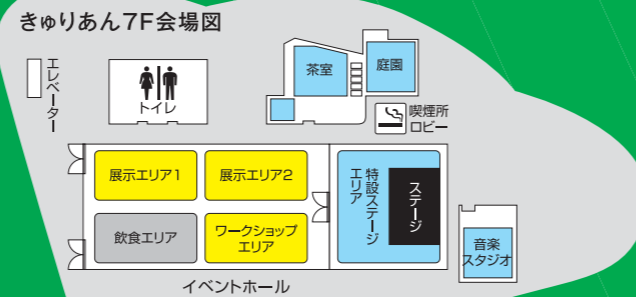 きゅりあん7F会場図
エレベーター
トイレ
茶室
庭園
喫煙所
ロビー
展示エリア1
展示エリア2
飲食エリア
ワークショップ
エリア
特設ステージ
エリア
ステージ
音楽
スタジオ
イベントホール